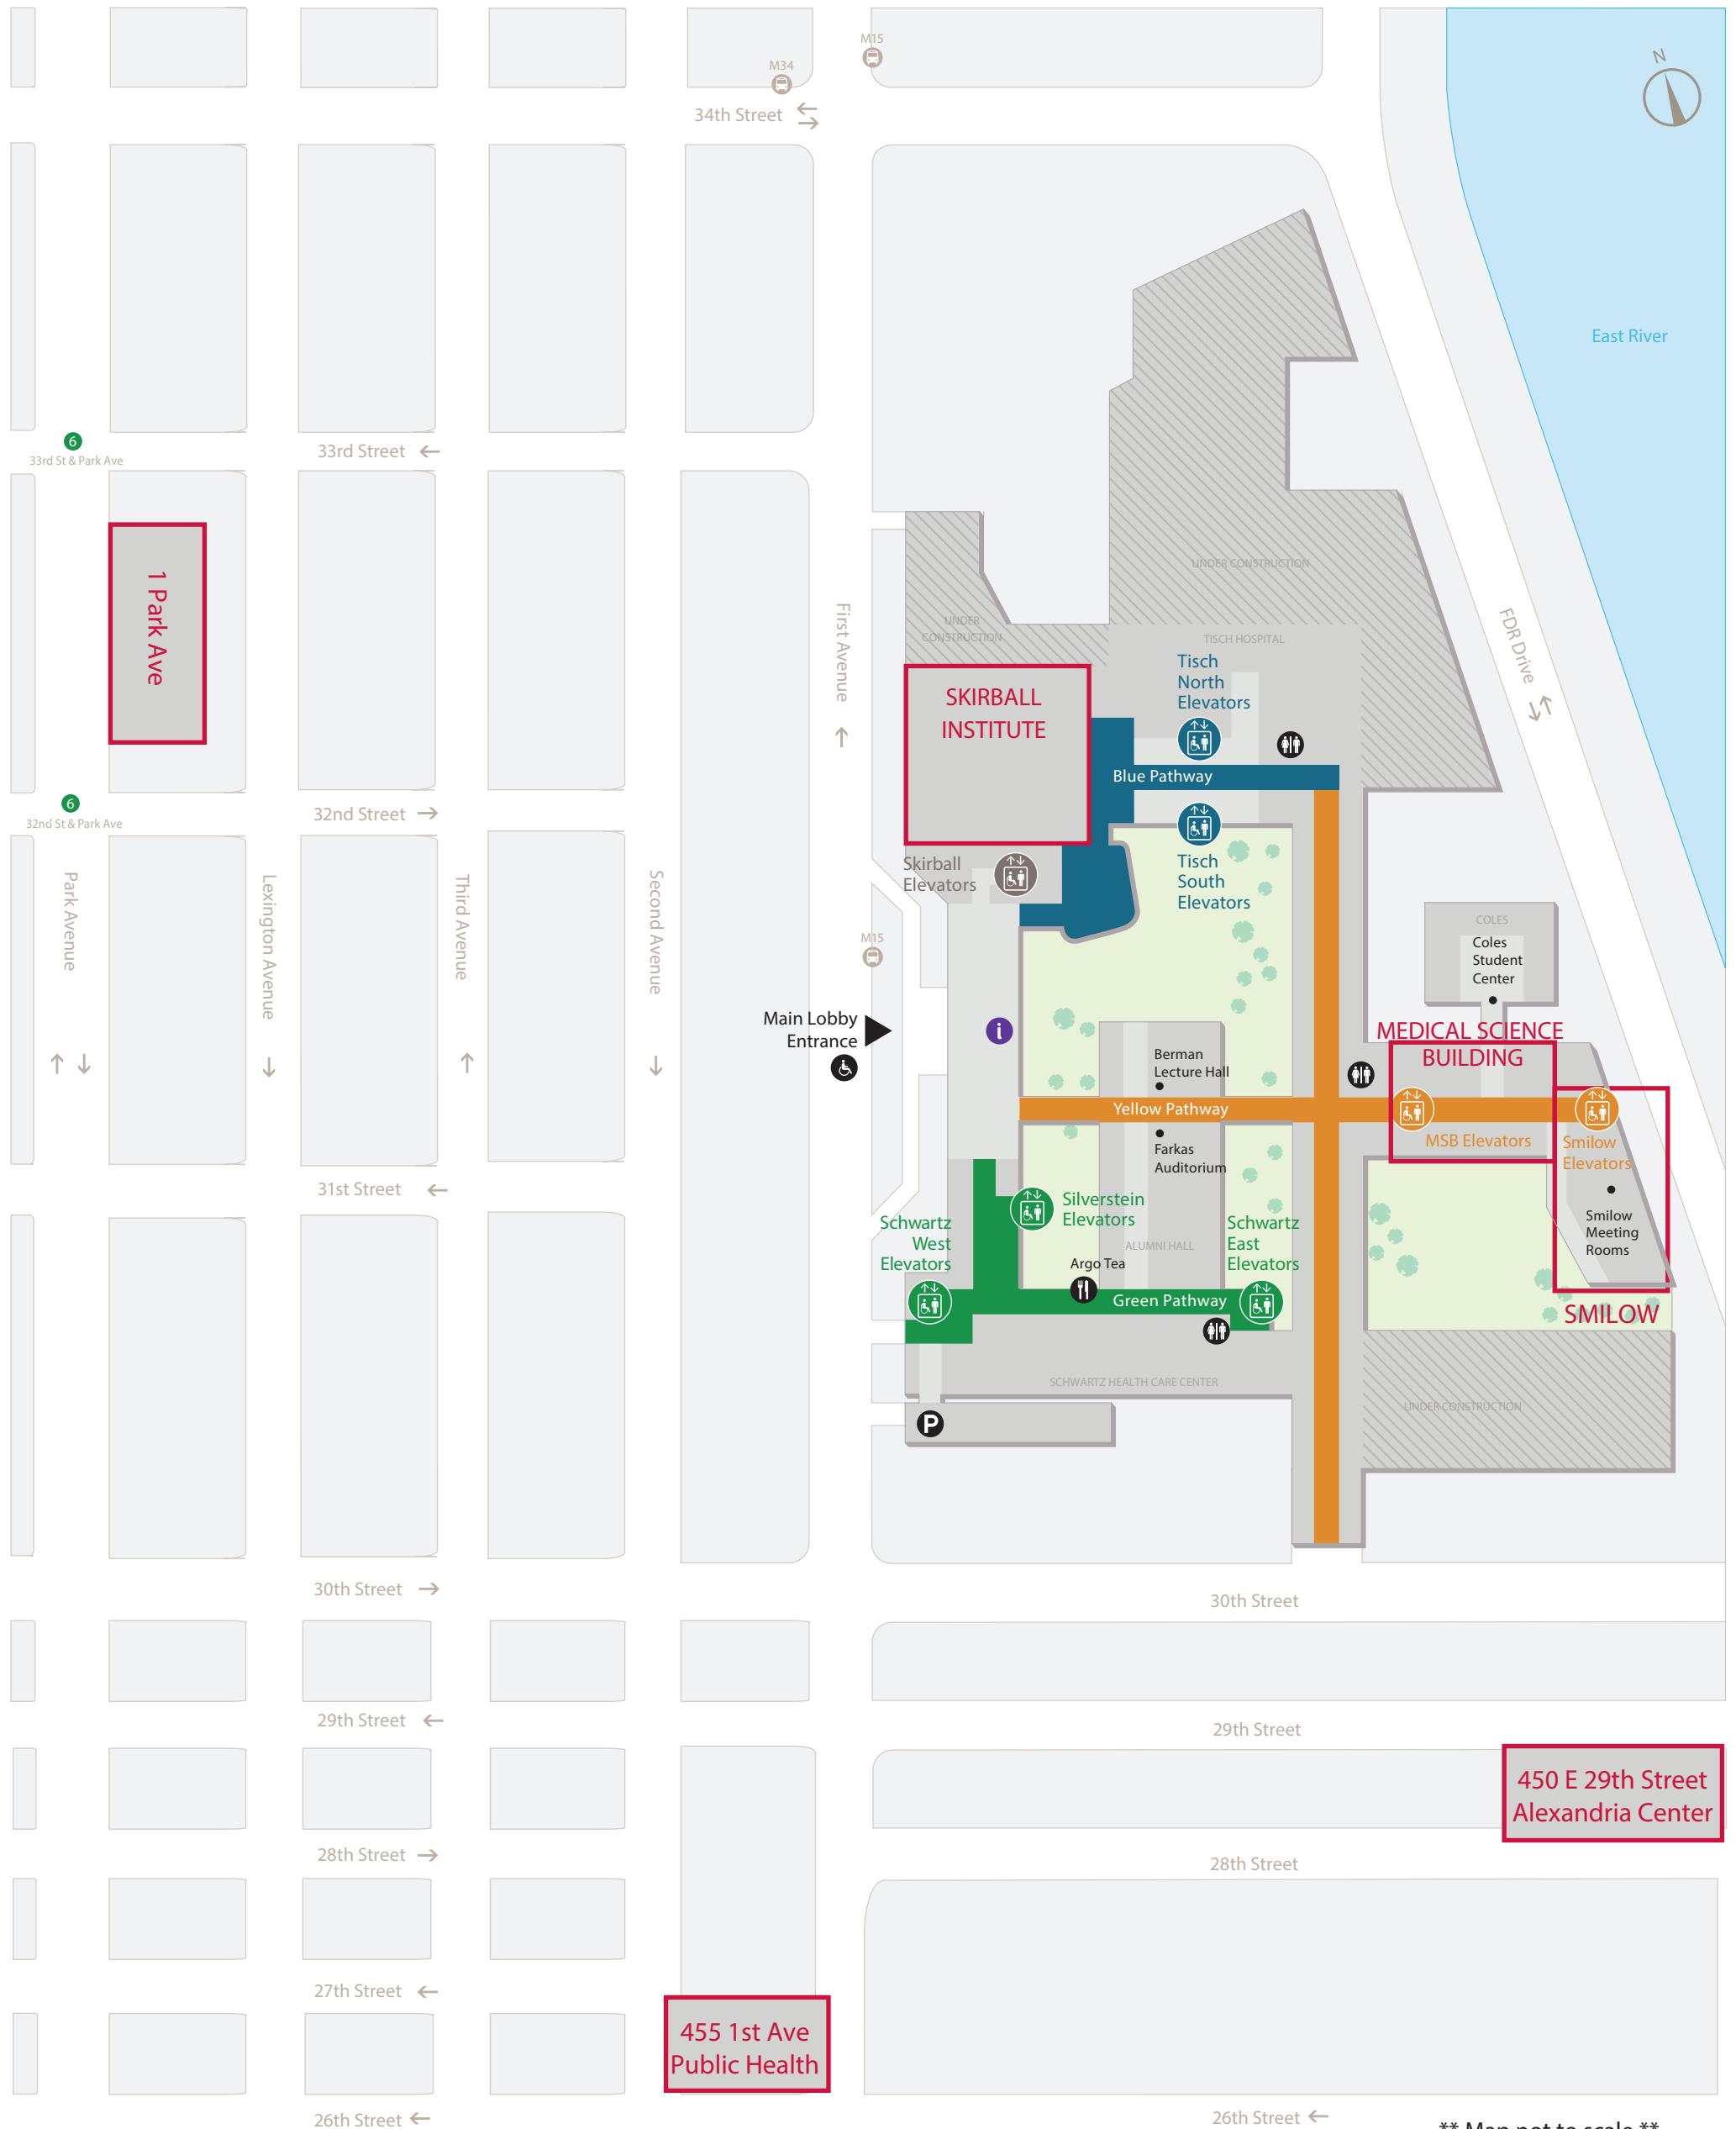 M15
M34
34th Street
N
East River
6
33rd St & Park Ave
33rd Street
1 Park Ave
UNDER CONSTRUCTION
UNDER
CONSTRUCTION
TISCH HOSPITAL
First Avenue
FDR Drive
SKIRBALL
INSTITUTE
Tisch
North
Elevators
Blue Pathway
6
32nd St & Park Ave
32nd Street
Skirball
Elevators
Tisch
South
Elevators
Park Avenue
Lexington Avenue
Third Avenue
Second Avenue
M15
COLES
Coles
Student
Center
Main Lobby
Entrance
i
MEDICAL SCIENCE
BUILDING
Berman
Lecture Hall
Yellow Pathway
Farkas
Auditorium
MSB Elevators
Smilow
Elevators
31st Street
Silverstein
Elevators
Schwartz
West
Elevators
Schwartz
East
Elevators
Smilow
Meeting
Rooms
ALUMNI HALL
Argo Tea
Green Pathway
SMILOW
SCHWARTZ HEALTH CARE CENTER
UNDER CONSTRUCTION
P
30th Street
30th Street
29th Street
29th Street
450 E 29th Street
Alexandria Center
28th Street
28th Street
27th Street
455 1st Ave
Public Health
26th Street
26th Street
** Map not to scale **